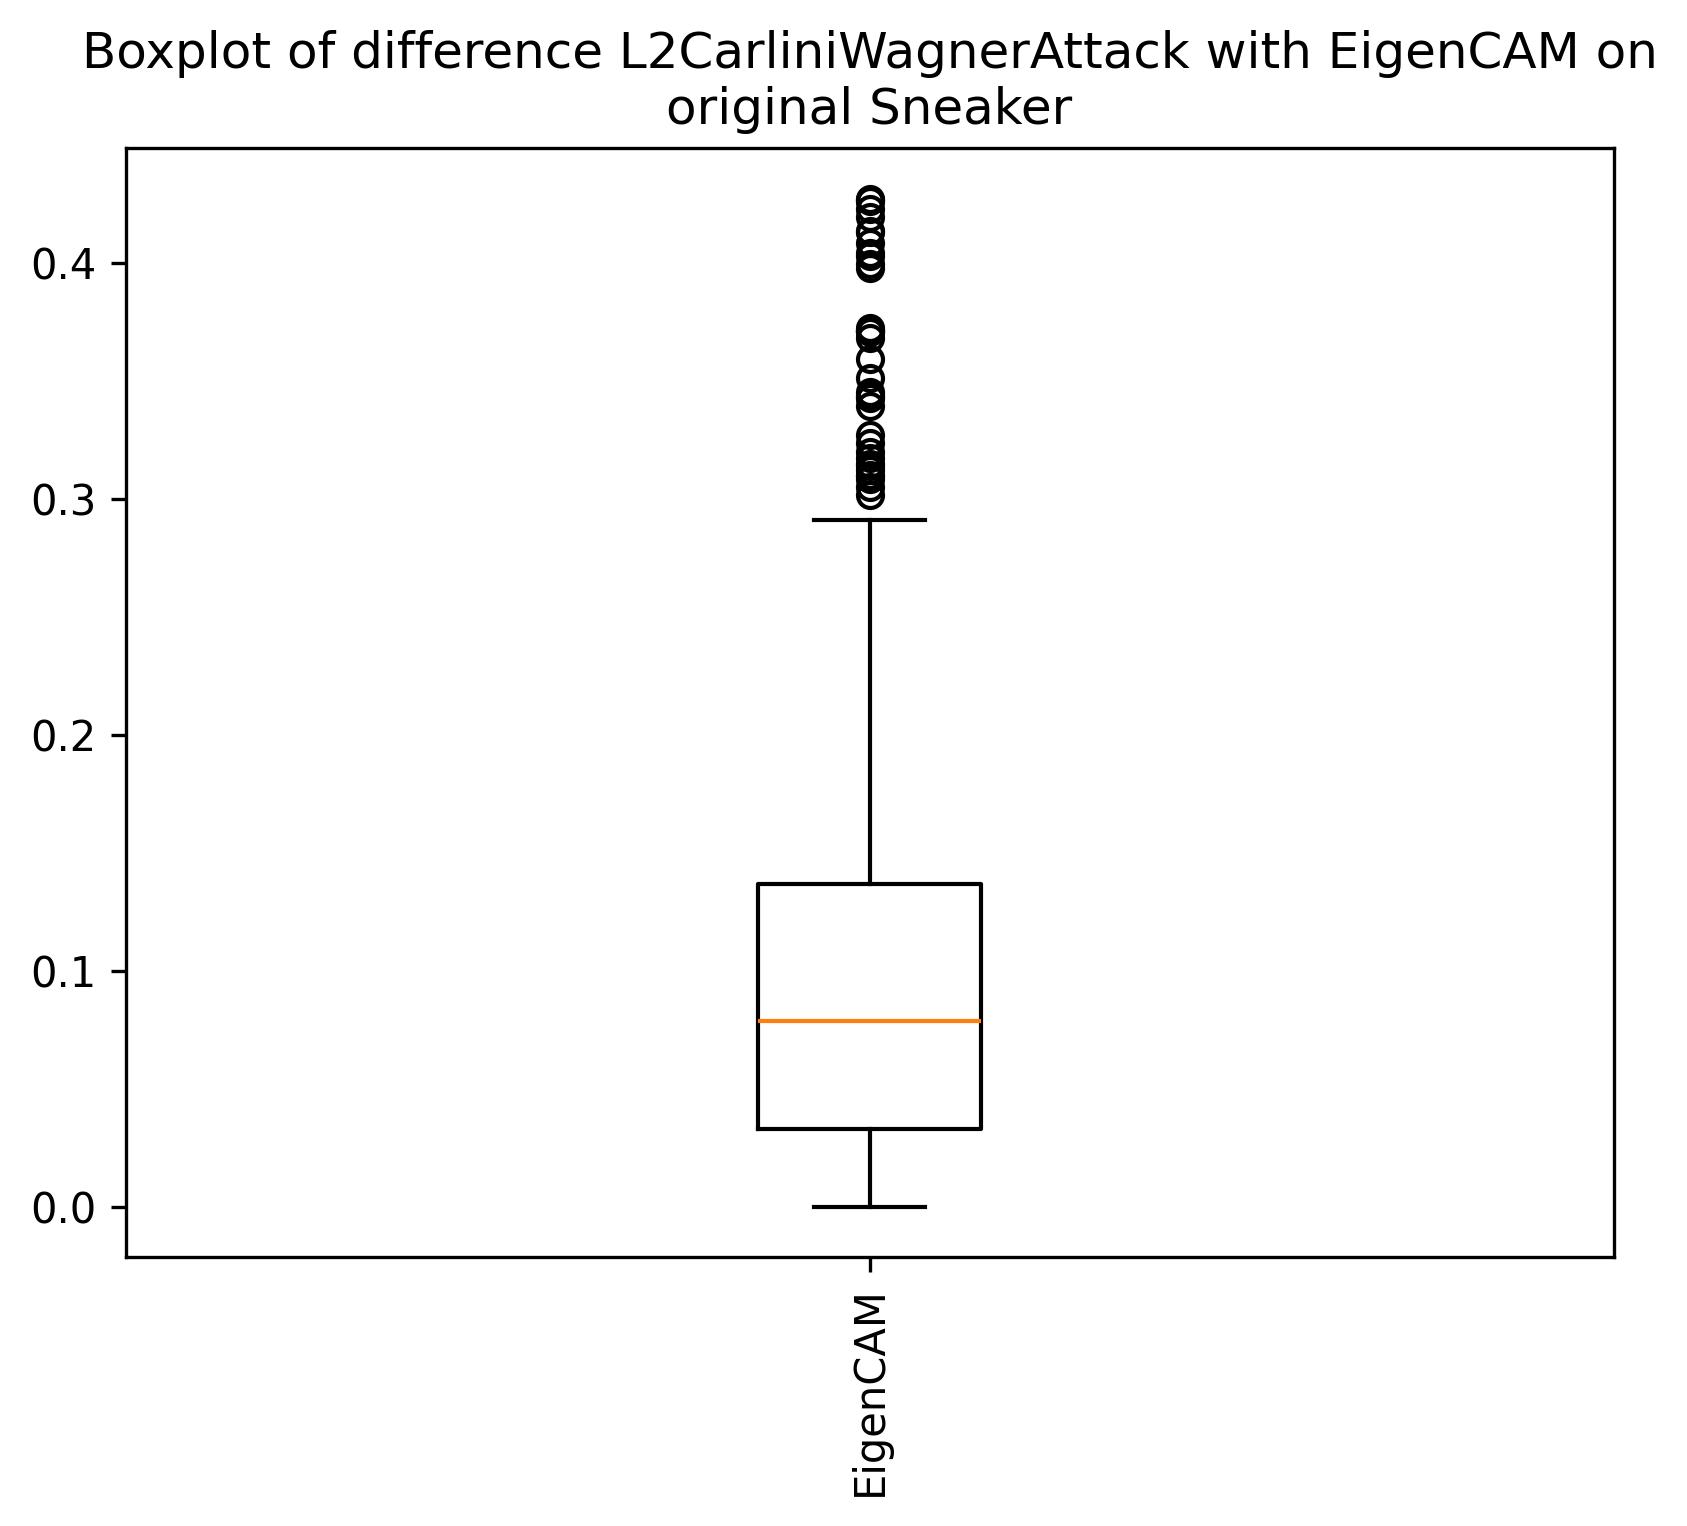 Boxplot of difference L2CarliniWagnerAttack with EigenCAM on
original Sneaker
0.4
0.3
0.2
0.1
0.0
EigenCAM